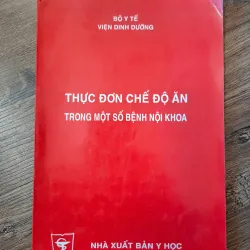 BỘ Y TẾ
VIỆN DINH DƯỠNG
THỰC ĐƠN CHẾ ĐỘ ĂN
TRONG MỘT SỐ BỆNH NỘI KHOA
NHÀ XUẤT BẢN Y HỌC